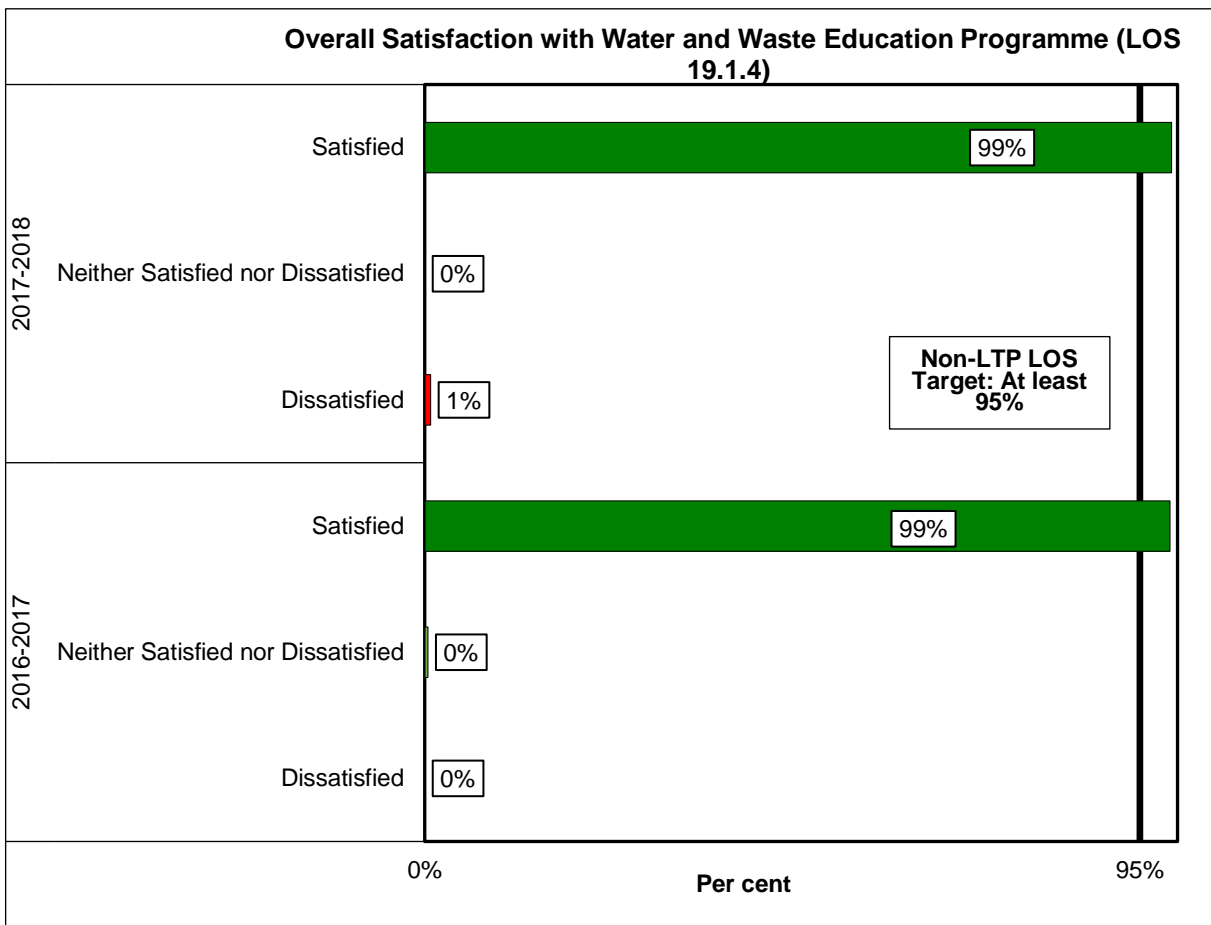 Overall Satisfaction with Water and Waste Education Programme (LOS
19.1.4)
2017-2018
Satisfied
99%
Neither Satisfied nor Dissatisfied
0%
Dissatisfied
1%
Non-LTP LOS
Target: At least
95%
2016-2017
Satisfied
99%
Neither Satisfied nor Dissatisfied
0%
Dissatisfied
0%
0%
95%
Per cent